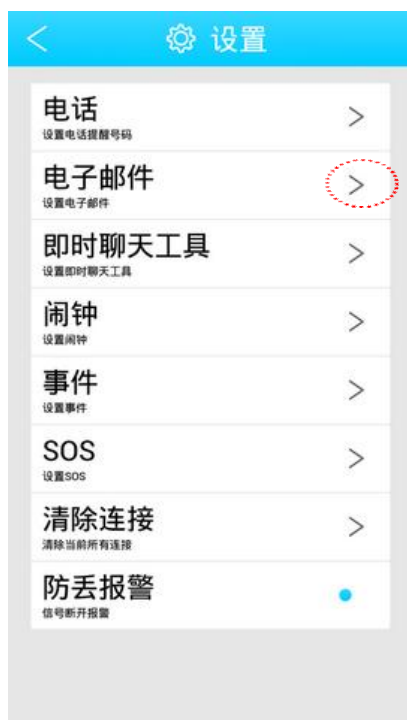 设置
电话
设置电话提醒号码
电子邮件
设置电子邮件
即时聊天工具
设置即时聊天工具
闹钟
设置闹钟
事件
设置事件
SOS
设置SOS
清除连接
清除当前所有连接
防丢报警
信号断开报警